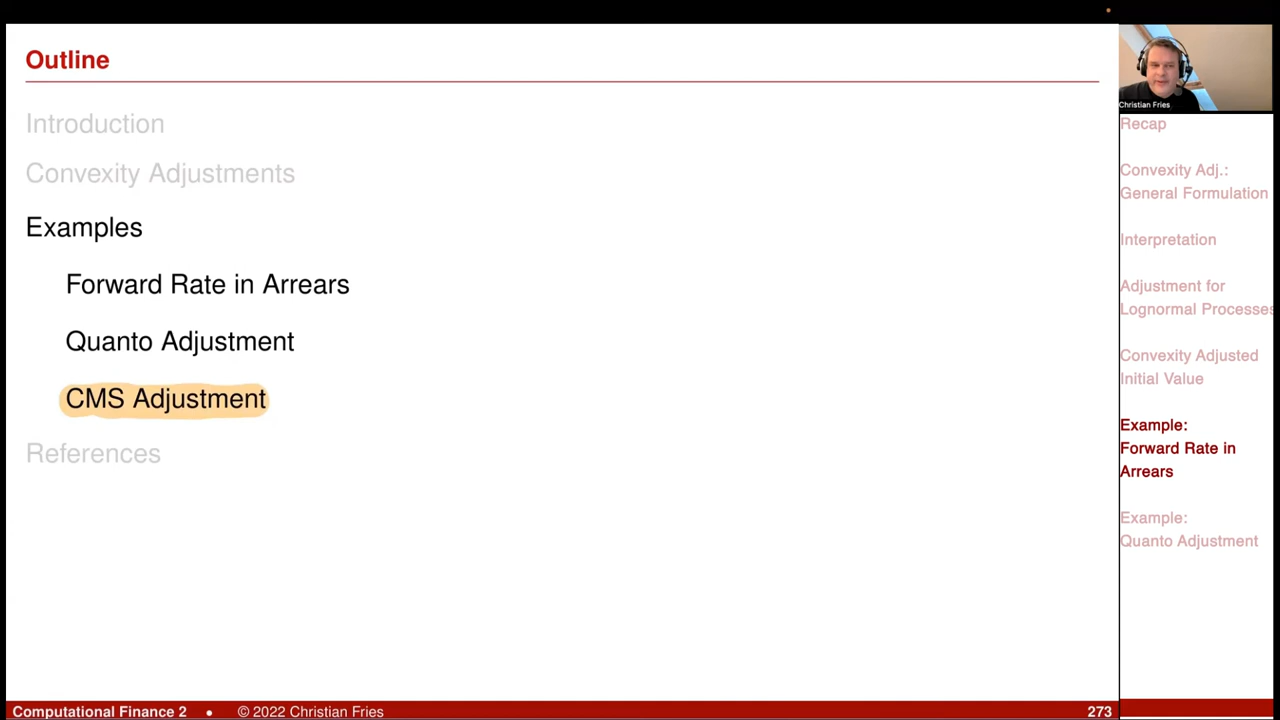 Outline
Introduction
Convexity Adjustments
Examples
Forward Rate in Arrears
Quanto Adjustment
CMS Adjustment
References
Christian Fries
Recap
Convexity Adj.:
General Formulation
Interpretation
Adjustment for
Lognormal Processes
Convexity Adjusted
Initial Value
Example:
Forward Rate in
Arrears
Example:
Quanto Adjustment
Computational Finance 2 • © 2022 Christian Fries 273